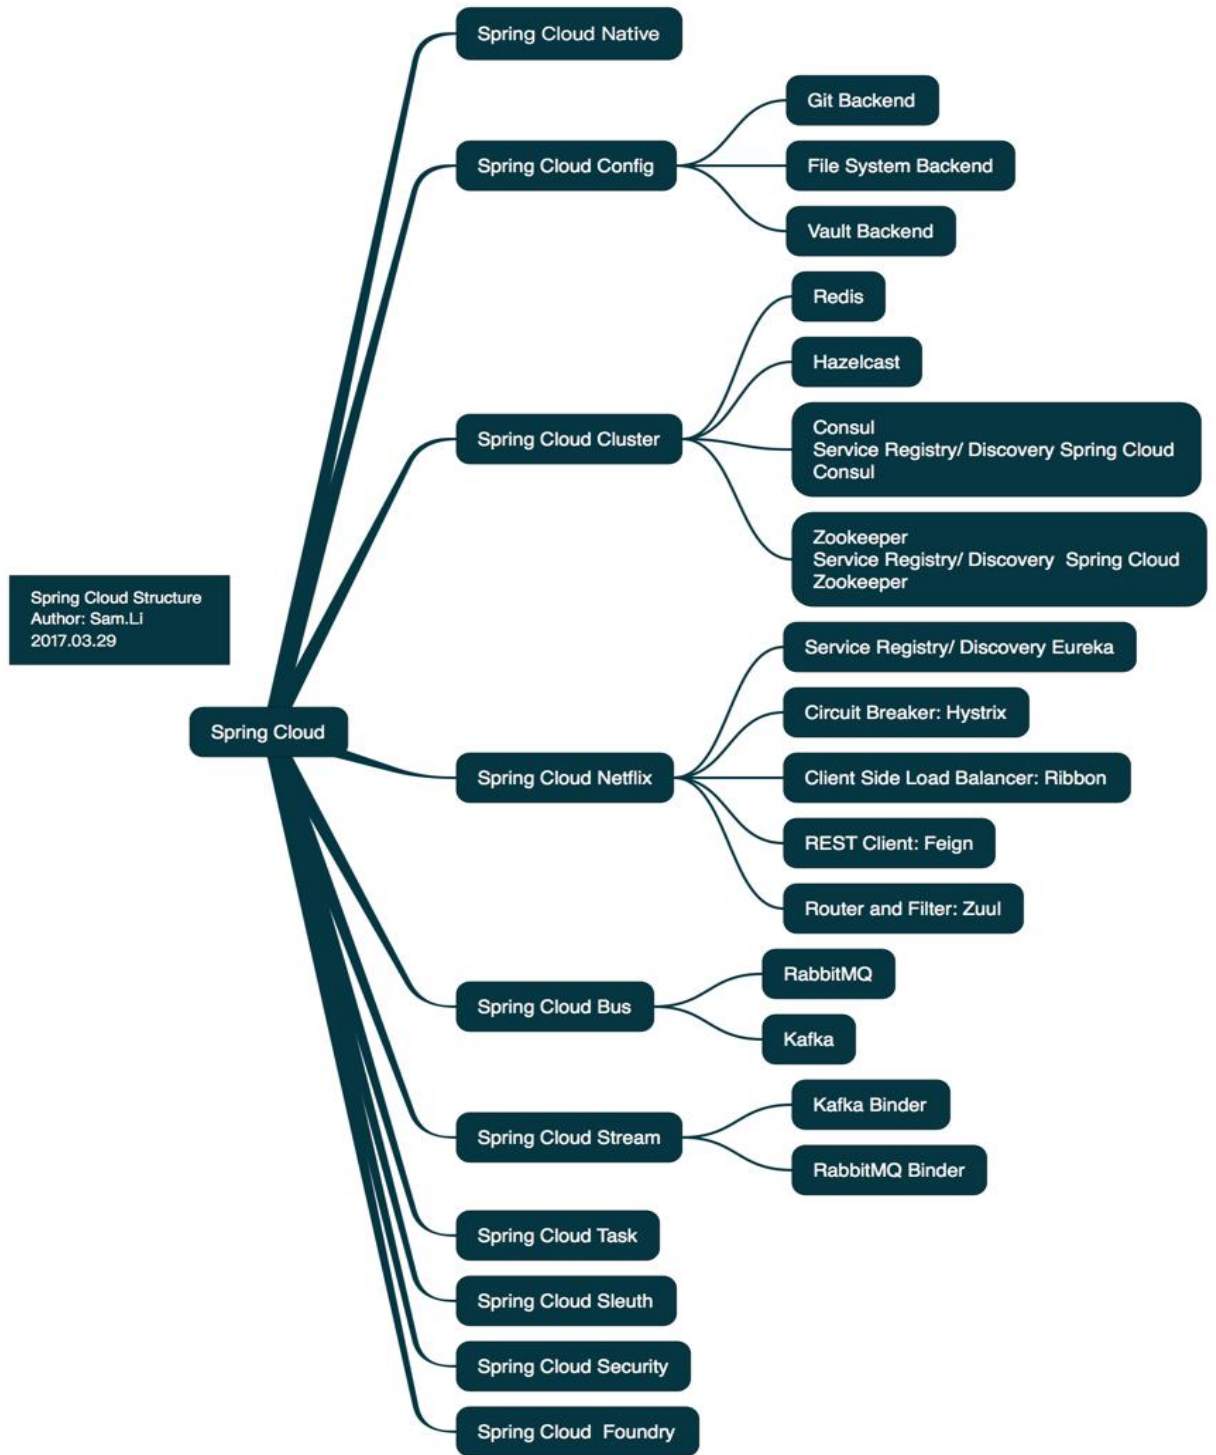 Spring Cloud Native
Git Backend
Spring Cloud Config
File System Backend
Vault Backend
Redis
Hazelcast
Consul
Service Registry/ Discovery Spring Cloud
Consul
Spring Cloud Cluster
Zookeeper
Service Registry/ Discovery  Spring Cloud
Zookeeper
Spring Cloud Structure
Author: Sam.Li
2017.03.29
Spring Cloud
Service Registry/ Discovery Eureka
Circuit Breaker: Hystrix
Spring Cloud Netflix
Client Side Load Balancer: Ribbon
REST Client: Feign
Router and Filter: Zuul
RabbitMQ
Spring Cloud Bus
Kafka
Kafka Binder
Spring Cloud Stream
RabbitMQ Binder
Spring Cloud Task
Spring Cloud Sleuth
Spring Cloud Security
Spring Cloud  Foundry